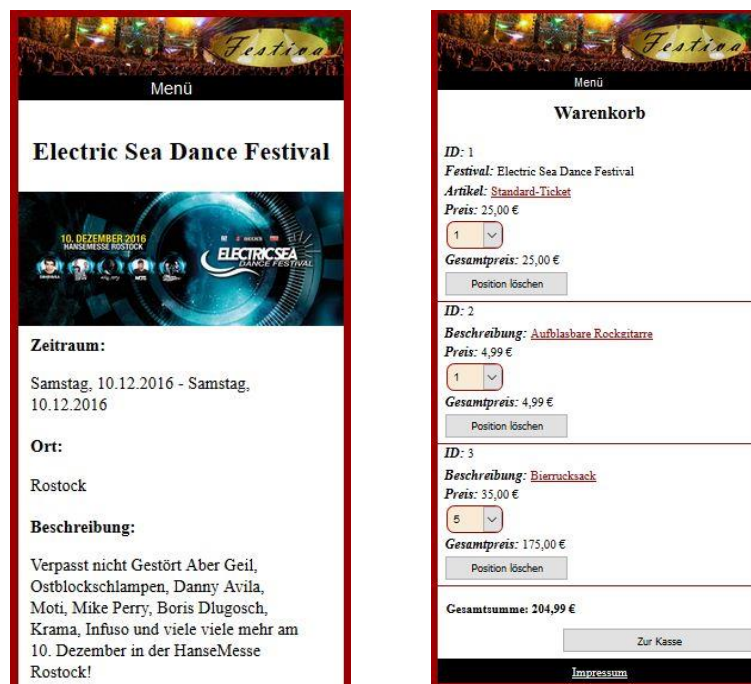 Festiva
Menü
Electric Sea Dance Festival
10. DEZEMBER 2016
HANSEMESSE ROSTOCK
ELECTRICSEA
DANCE FESTIVAL
Zeitraum:
Samstag, 10.12.2016 - Samstag,
10.12.2016
Ort:
Rostock
Beschreibung:
Verpasst nicht Gestört Aber Geil,
Ostblockschlampen, Danny Avila,
Moti, Mike Perry, Boris Dlugosch,
Krama, Infuso und viele viele mehr am
10. Dezember in der HanseMesse
Rostock!
Festiva
Menü
Warenkorb
ID: 1
Festival: Electric Sea Dance Festival
Artikel: Standard-Ticket
Preis: 25,00 €
1
Gesamtpreis: 25,00 €
Position löschen
ID: 2
Beschreibung: Aufblasbare Rockgitarre
Preis: 4,99 €
1
Gesamtpreis: 4,99 €
Position löschen
ID: 3
Beschreibung: Bierrucksack
Preis: 35,00 €
5
Gesamtpreis: 175,00 €
Position löschen
Gesamtsumme: 204,99 €
Zur Kasse
Impressum